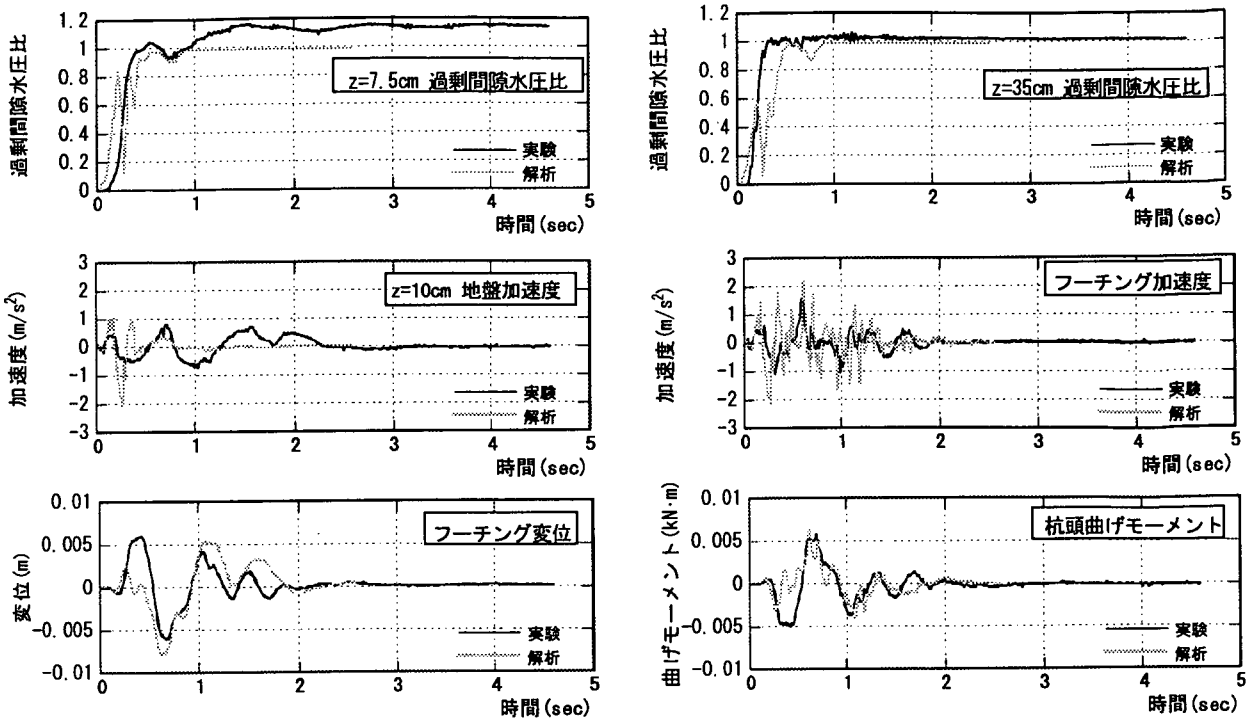 過剰間隙水圧比
1.2
1
0.8
0.6
0.4
0.2
0
z=7.5cm 過剰間隙水圧比
実験
解析
0 1 2 3 4 5
時間(sec)
過剰間隙水圧比
1.2
1
0.8
0.6
0.4
0.2
0
z=35cm 過剰間隙水圧比
実験
解析
0 1 2 3 4 5
時間(sec)
加速度(m/s²)
3
2
1
0
-1
-2
-3
z=10cm 地盤加速度
実験
解析
0 1 2 3 4 5
時間(sec)
加速度(m/s²)
3
2
1
0
-1
-2
-3
フーチング加速度
実験
解析
0 1 2 3 4 5
時間(sec)
変位(m)
0.01
0.005
0
-0.005
-0.01
フーチング変位
実験
解析
0 1 2 3 4 5
時間(sec)
曲げモーメント(kN·m)
0.01
0.005
0
-0.005
-0.01
杭頭曲げモーメント
実験
解析
0 1 2 3 4 5
時間(sec)